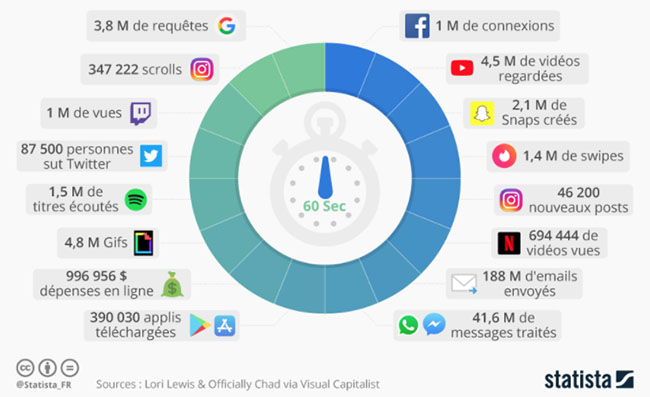 3,8 M de requêtes
1 M de connexions
347 222 scrolls
4,5 M de vidéos
regardées
1 M de vues
2,1 M de
Snaps créés
87 500 personnes
sut Twitter
1,4 M de swipes
1,5 M de
titres écoutés
46 200
nouveaux posts
4,8 M Gifs
694 444 de
vidéos vues
996 956 $
dépenses en ligne
188 M d'emails
envoyés
390 030 applis
téléchargées
41,6 M de
messages traités
60 Sec
@Statista_FR
Sources : Lori Lewis & Officially Chad via Visual Capitalist
statista